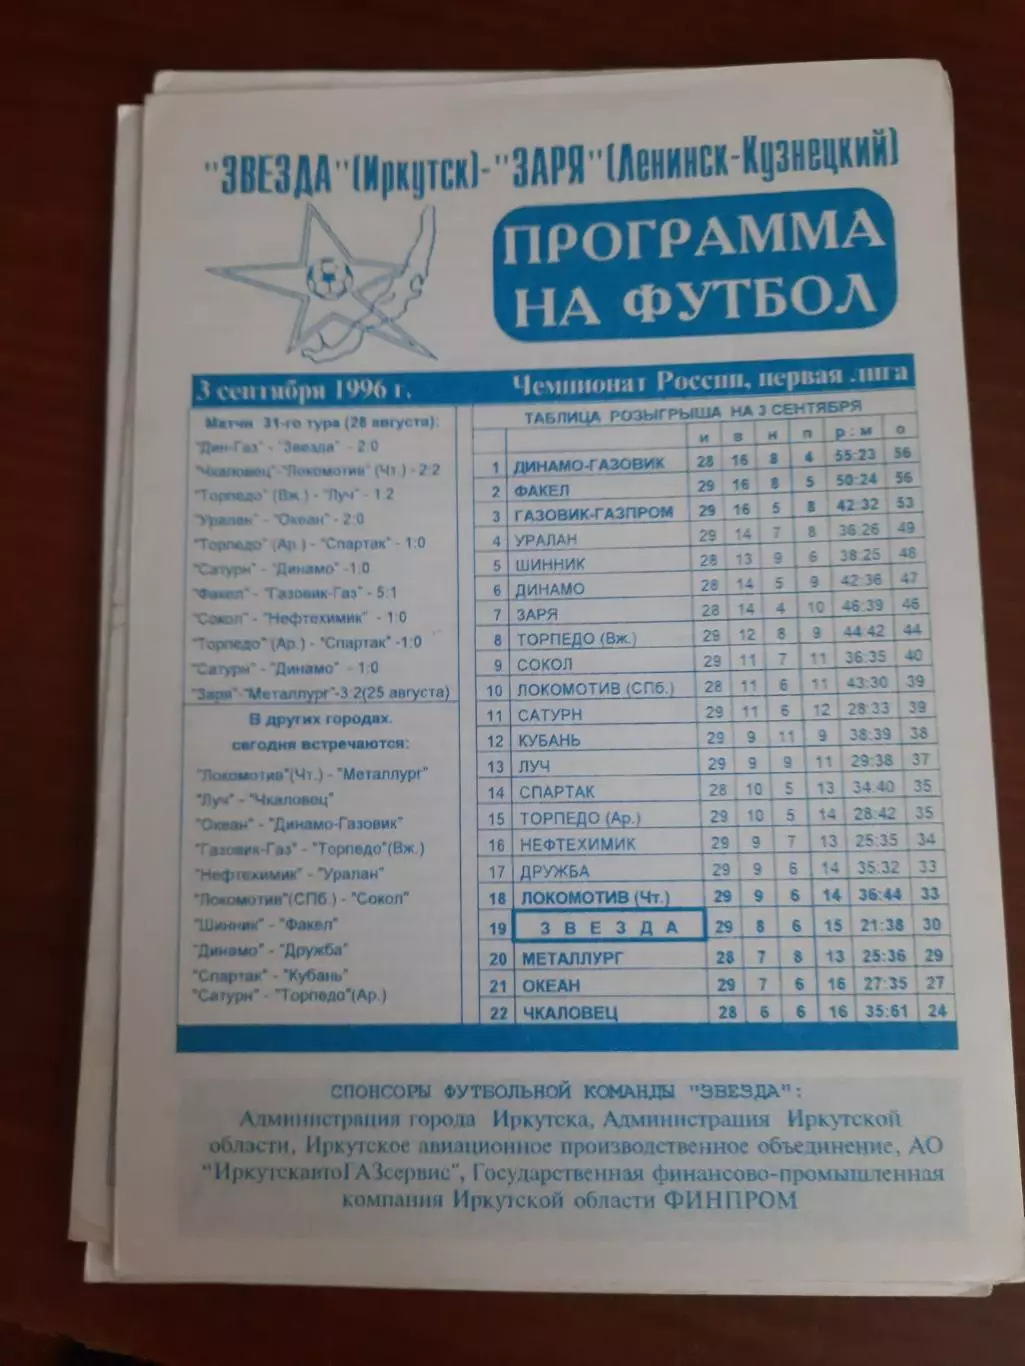 "ЗВЕЗДА"(Иркутск)-"ЗАРЯ"(Ленинск-Кузнецкий)
ПРОГРАММА
НА ФУТБОЛ
3 сентября 1996 г. Чемпионат России, первая лига
Матчи 31-го тура (28 августа):
"Дин-Газ" - "Звезда" - 2:0
"Чкаловец"-"Локомотив" (Чт.) - 2:2
"Торпедо" (Вж.) - "Луч" - 1:2
"Уралан" - "Океан" - 2:0
"Торпедо" (Ар.) - "Спартак" - 1:0
"Сатурн" - "Динамо" -1:0
"Факел" - "Газовик-Газ" - 5:1
"Сокол" - "Нефтехимик" - 1:0
"Торпедо" (Ар.) - "Спартак" -1:0
"Сатурн" - "Динамо" - 1:0
"Заря"-"Металлург"-3:2(25 августа)
В других городах.
сегодня встречаются:
"Локомотив"(Чт.) - "Металлург"
"Луч" - "Чкаловец"
"Океан" - "Динамо-Газовик"
"Газовик-Газ" - "Торпедо"(Вж.)
"Нефтехимик" - "Уралан"
"Локомотив"(СПб.) - "Сокол"
"Шинник" - "Факел"
"Динамо" - "Дружба"
"Спартак" - "Кубань"
"Сатурн" - "Торпедо"(Ар.)
ТАБЛИЦА РОЗЫГРЫША НА 3 СЕНТЯБРЯ
и в н п р:м о
1 ДИНАМО-ГАЗОВИК 28 16 8 4 55:23 56
2 ФАКЕЛ 29 16 8 5 50:24 56
3 ГАЗОВИК-ГАЗПРОМ 29 16 5 8 42:32 53
4 УРАЛАН 29 14 7 8 36:26 49
5 ШИННИК 28 13 9 6 38:25 48
6 ДИНАМО 28 14 5 9 42:36 47
7 ЗАРЯ 28 14 4 10 46:39 46
8 ТОРПЕДО (Вж.) 29 12 8 9 44:42 44
9 СОКОЛ 29 11 7 11 36:35 40
10 ЛОКОМОТИВ (СПб.) 28 11 6 11 43:30 39
11 САТУРН 29 11 6 12 28:33 39
12 КУБАНЬ 29 9 11 9 38:39 38
13 ЛУЧ 29 9 9 11 29:38 37
14 СПАРТАК 28 10 5 13 34:40 35
15 ТОРПЕДО (Ар.) 29 10 5 14 28:42 35
16 НЕФТЕХИМИК 29 9 7 13 25:35 34
17 ДРУЖБА 29 9 6 14 35:32 33
18 ЛОКОМОТИВ (Чт.) 29 9 6 14 36:44 33
19 З В Е З Д А 29 8 6 15 21:38 30
20 МЕТАЛЛУРГ 28 7 8 13 25:36 29
21 ОКЕАН 29 7 6 16 27:35 27
22 ЧКАЛОВЕЦ 28 6 6 16 35:61 24
СПОНСОРЫ ФУТБОЛЬНОЙ КОМАНДЫ "ЗВЕЗДА":
Администрация города Иркутска, Администрация Иркутской
области, Иркутское авиационное производственное объединение, АО
"ИркутскавтоГАЗсервис", Государственная финансово-промышленная
компания Иркутской области ФИНПРОМ